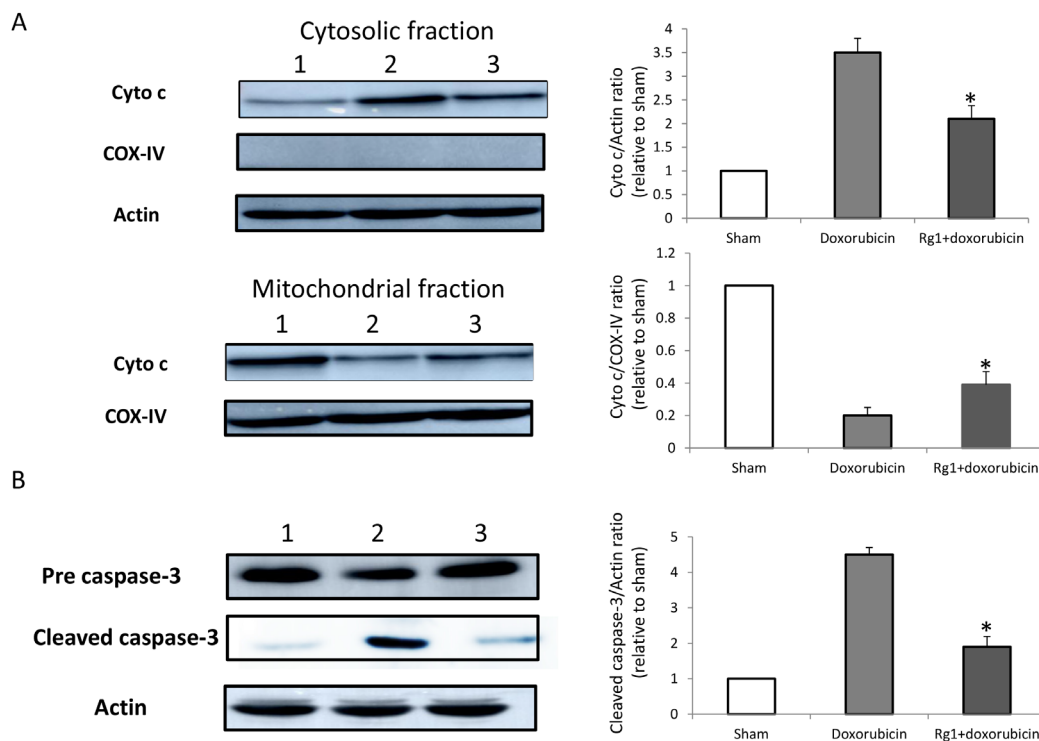 A
Cytosolic fraction
1 2 3
Cyto c
COX-IV
Actin
Cyto c/Actin ratio
(relative to sham)
4
3.5
3
2.5
2
1.5
1
0.5
0
*
Sham Doxorubicin Rg1+doxorubicin
Mitochondrial fraction
1 2 3
Cyto c
COX-IV
Cyto c/COX-IV ratio
(relative to sham)
1.2
1
0.8
0.6
0.4
0.2
0
*
Sham Doxorubicin Rg1+doxorubicin
B
1 2 3
Pre caspase-3
Cleaved caspase-3
Actin
Cleaved caspase-3/Actin ratio
(relative to sham)
5
4
3
2
1
0
*
Sham Doxorubicin Rg1+doxorubicin